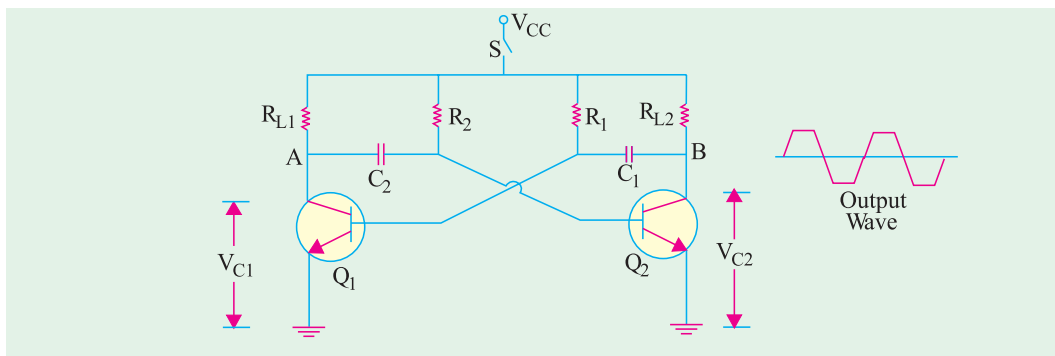 V_CC
S
R_L1
R_2
R_1
R_L2
A
C_2
C_1
B
V_C1
Q_1
Q_2
V_C2
Output
Wave